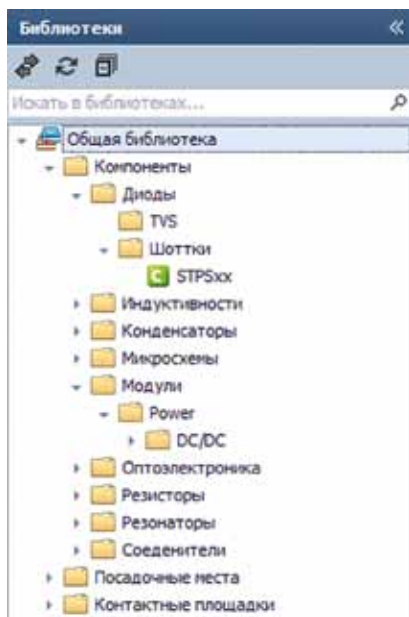 Библиотеки
Искать в библиотеках...
Общая библиотека
Компоненты
Диоды
TVS
Шоттки
STPSxx
Индуктивности
Конденсаторы
Микросхемы
Модули
Power
DC/DC
Оптоэлектроника
Резисторы
Резонаторы
Соеденители
Посадочные места
Контактные площадки